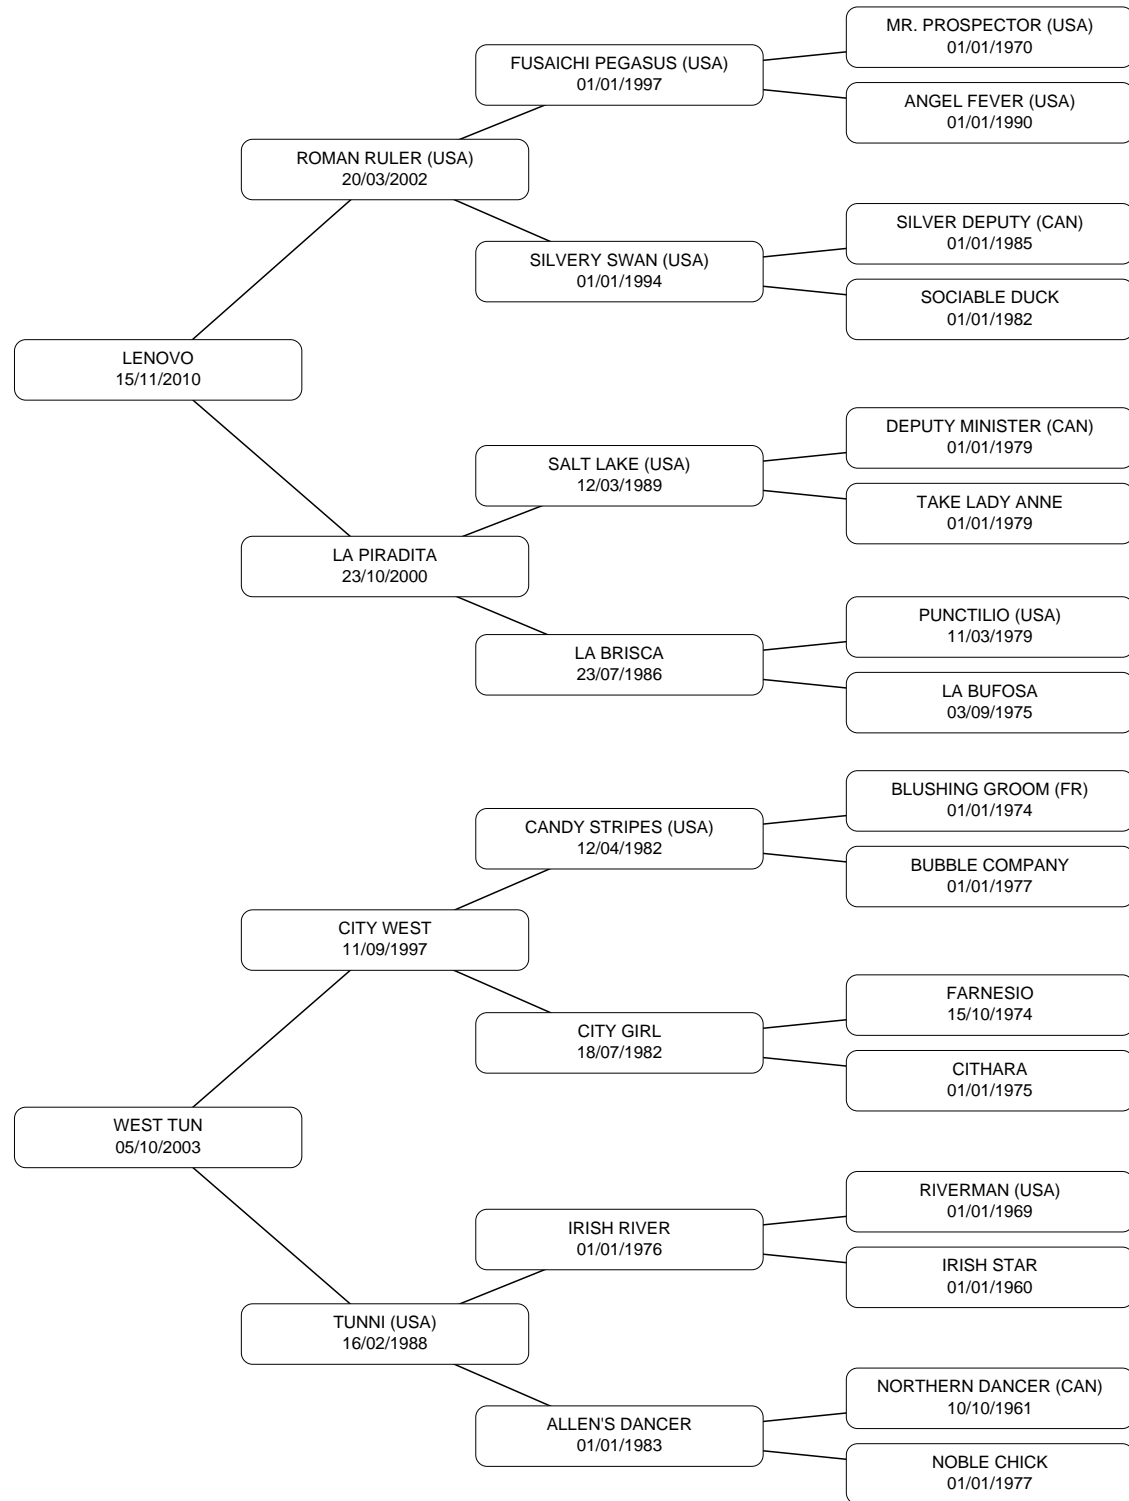 MR. PROSPECTOR (USA)
01/01/1970
FUSAICHI PEGASUS (USA)
01/01/1997
ANGEL FEVER (USA)
01/01/1990
ROMAN RULER (USA)
20/03/2002
SILVER DEPUTY (CAN)
01/01/1985
SILVERY SWAN (USA)
01/01/1994
SOCIABLE DUCK
01/01/1982
LENOVO
15/11/2010
DEPUTY MINISTER (CAN)
01/01/1979
SALT LAKE (USA)
12/03/1989
TAKE LADY ANNE
01/01/1979
LA PIRADITA
23/10/2000
PUNCTILIO (USA)
11/03/1979
LA BRISCA
23/07/1986
LA BUFOSA
03/09/1975
BLUSHING GROOM (FR)
01/01/1974
CANDY STRIPES (USA)
12/04/1982
BUBBLE COMPANY
01/01/1977
CITY WEST
11/09/1997
FARNESIO
15/10/1974
CITY GIRL
18/07/1982
CITHARA
01/01/1975
WEST TUN
05/10/2003
RIVERMAN (USA)
01/01/1969
IRISH RIVER
01/01/1976
IRISH STAR
01/01/1960
TUNNI (USA)
16/02/1988
NORTHERN DANCER (CAN)
10/10/1961
ALLEN'S DANCER
01/01/1983
NOBLE CHICK
01/01/1977